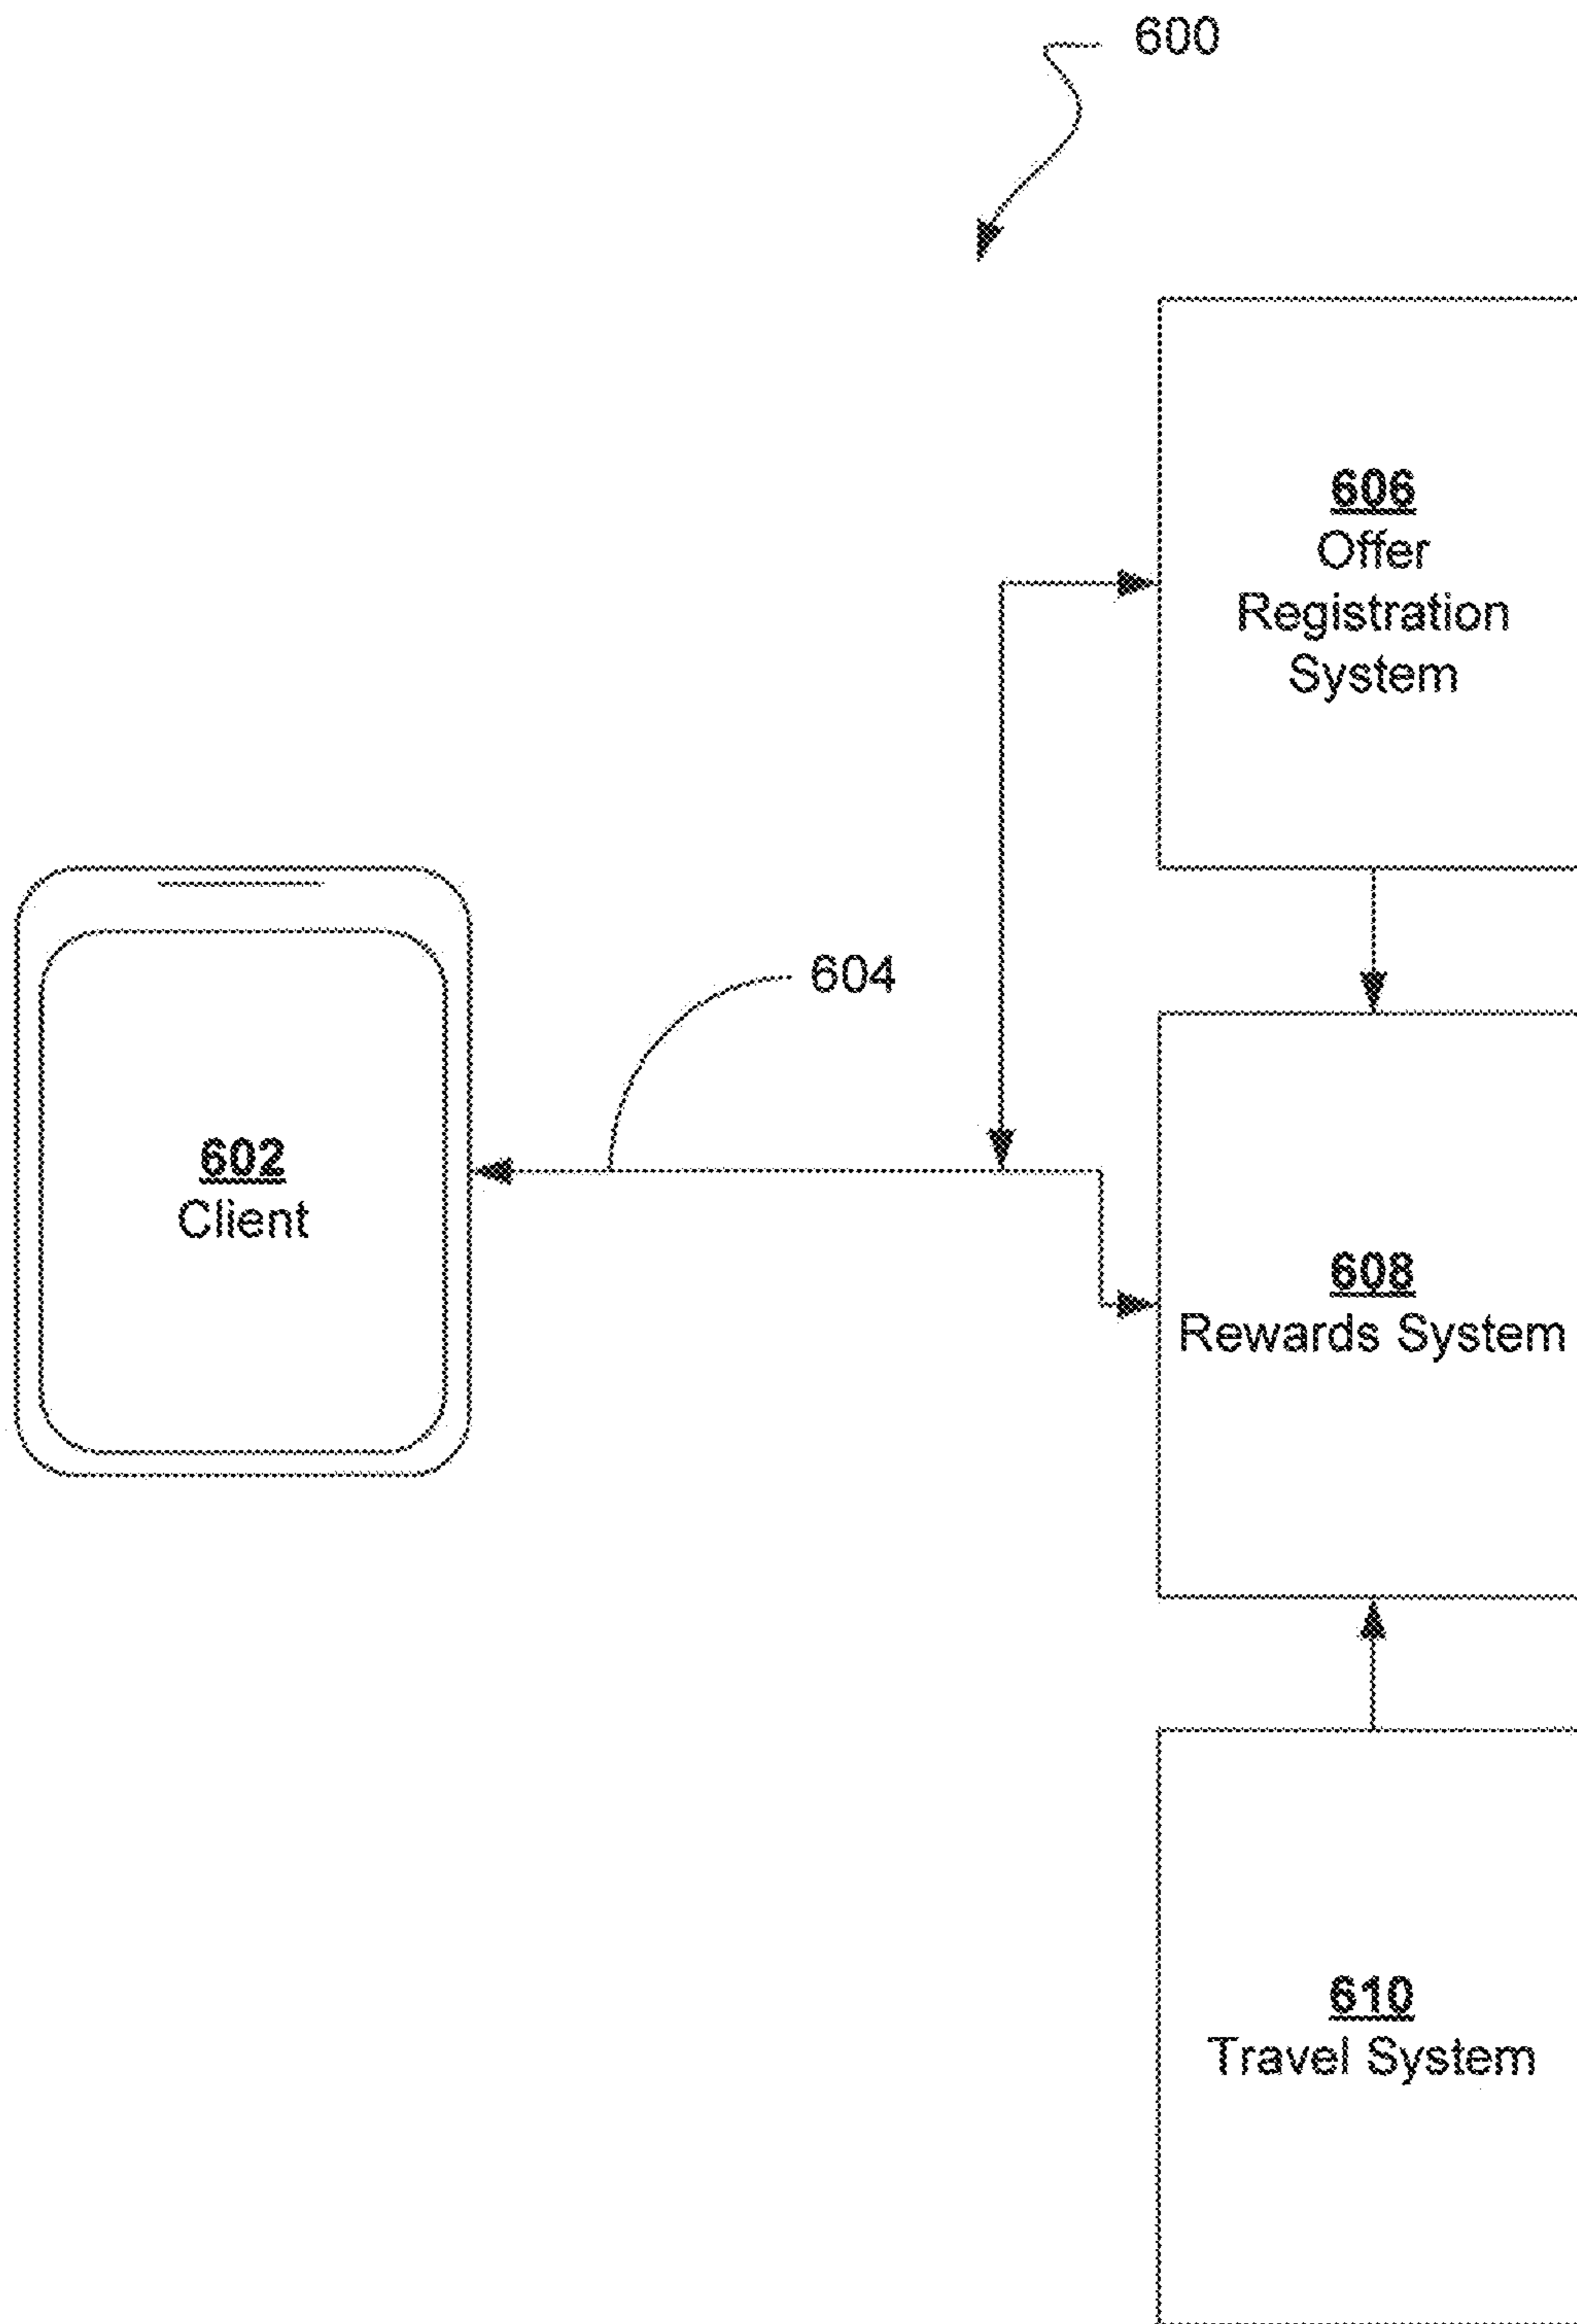 600
606
Offer
Registration
System
604
602
Client
608
Rewards System
610
Travel System